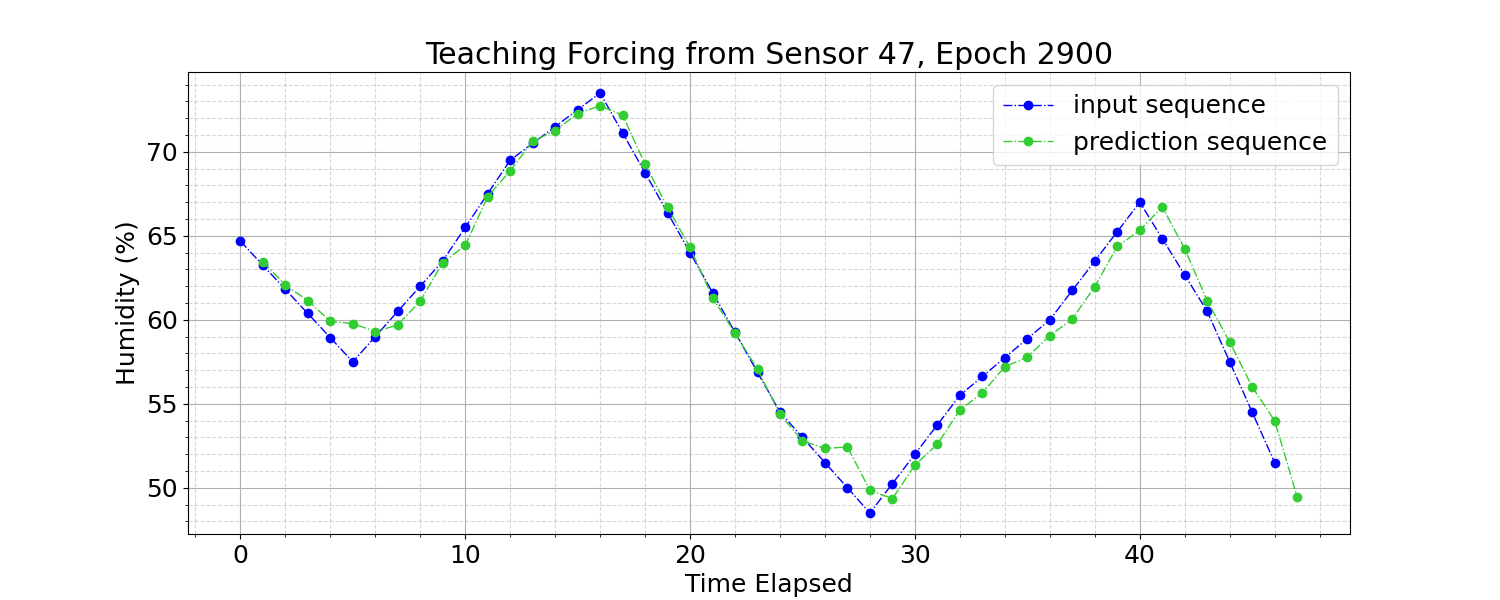 Teaching Forcing from Sensor 47, Epoch 2900
input sequence
prediction sequence
Humidity (%)
70
65
60
55
50
0 10 20 30 40
Time Elapsed